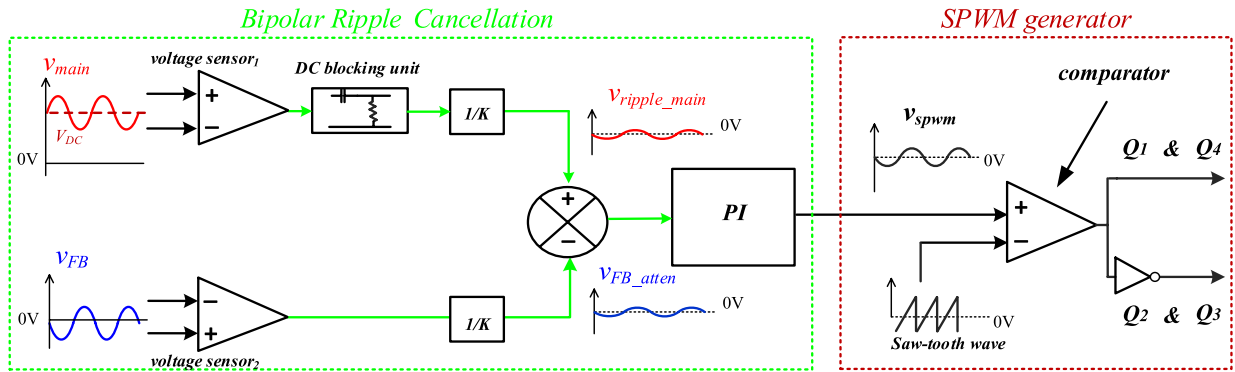 Bipolar Ripple Cancellation
SPWM generator
voltage sensor1
DC blocking unit
vmain
VDC
0V
+
−
1/K
vripple_main
0V
comparator
vspwm
0V
Q1 & Q4
+
−
PI
+
−
vFB
0V
−
+
voltage sensor2
1/K
vFB_atten
0V
0V
Saw-tooth wave
Q2 & Q3